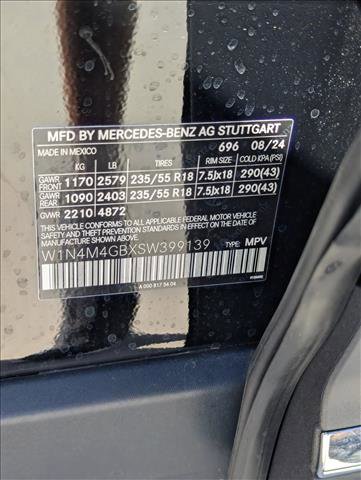 MFD BY MERCEDES-BENZ AG STUTTGART
MADE IN MEXICO 696 08/24
KG LB TIRES RIM SIZE COLD KPA (PSI)
GAWR FRONT 1170 2579 235/55 R18 7.5Jx18 290(43)
GAWR REAR 1090 2403 235/55 R18 7.5Jx18 290(43)
GVWR 2210 4872
THIS VEHICLE CONFORMS TO ALL APPLICABLE FEDERAL MOTOR VEHICLE
SAFETY AND THEFT PREVENTION STANDARDS IN EFFECT ON THE
DATE OF MANUFACTURE SHOWN ABOVE.
W1N4M4GBXSW399139 TYPE: MPV
A 000 817 56 04